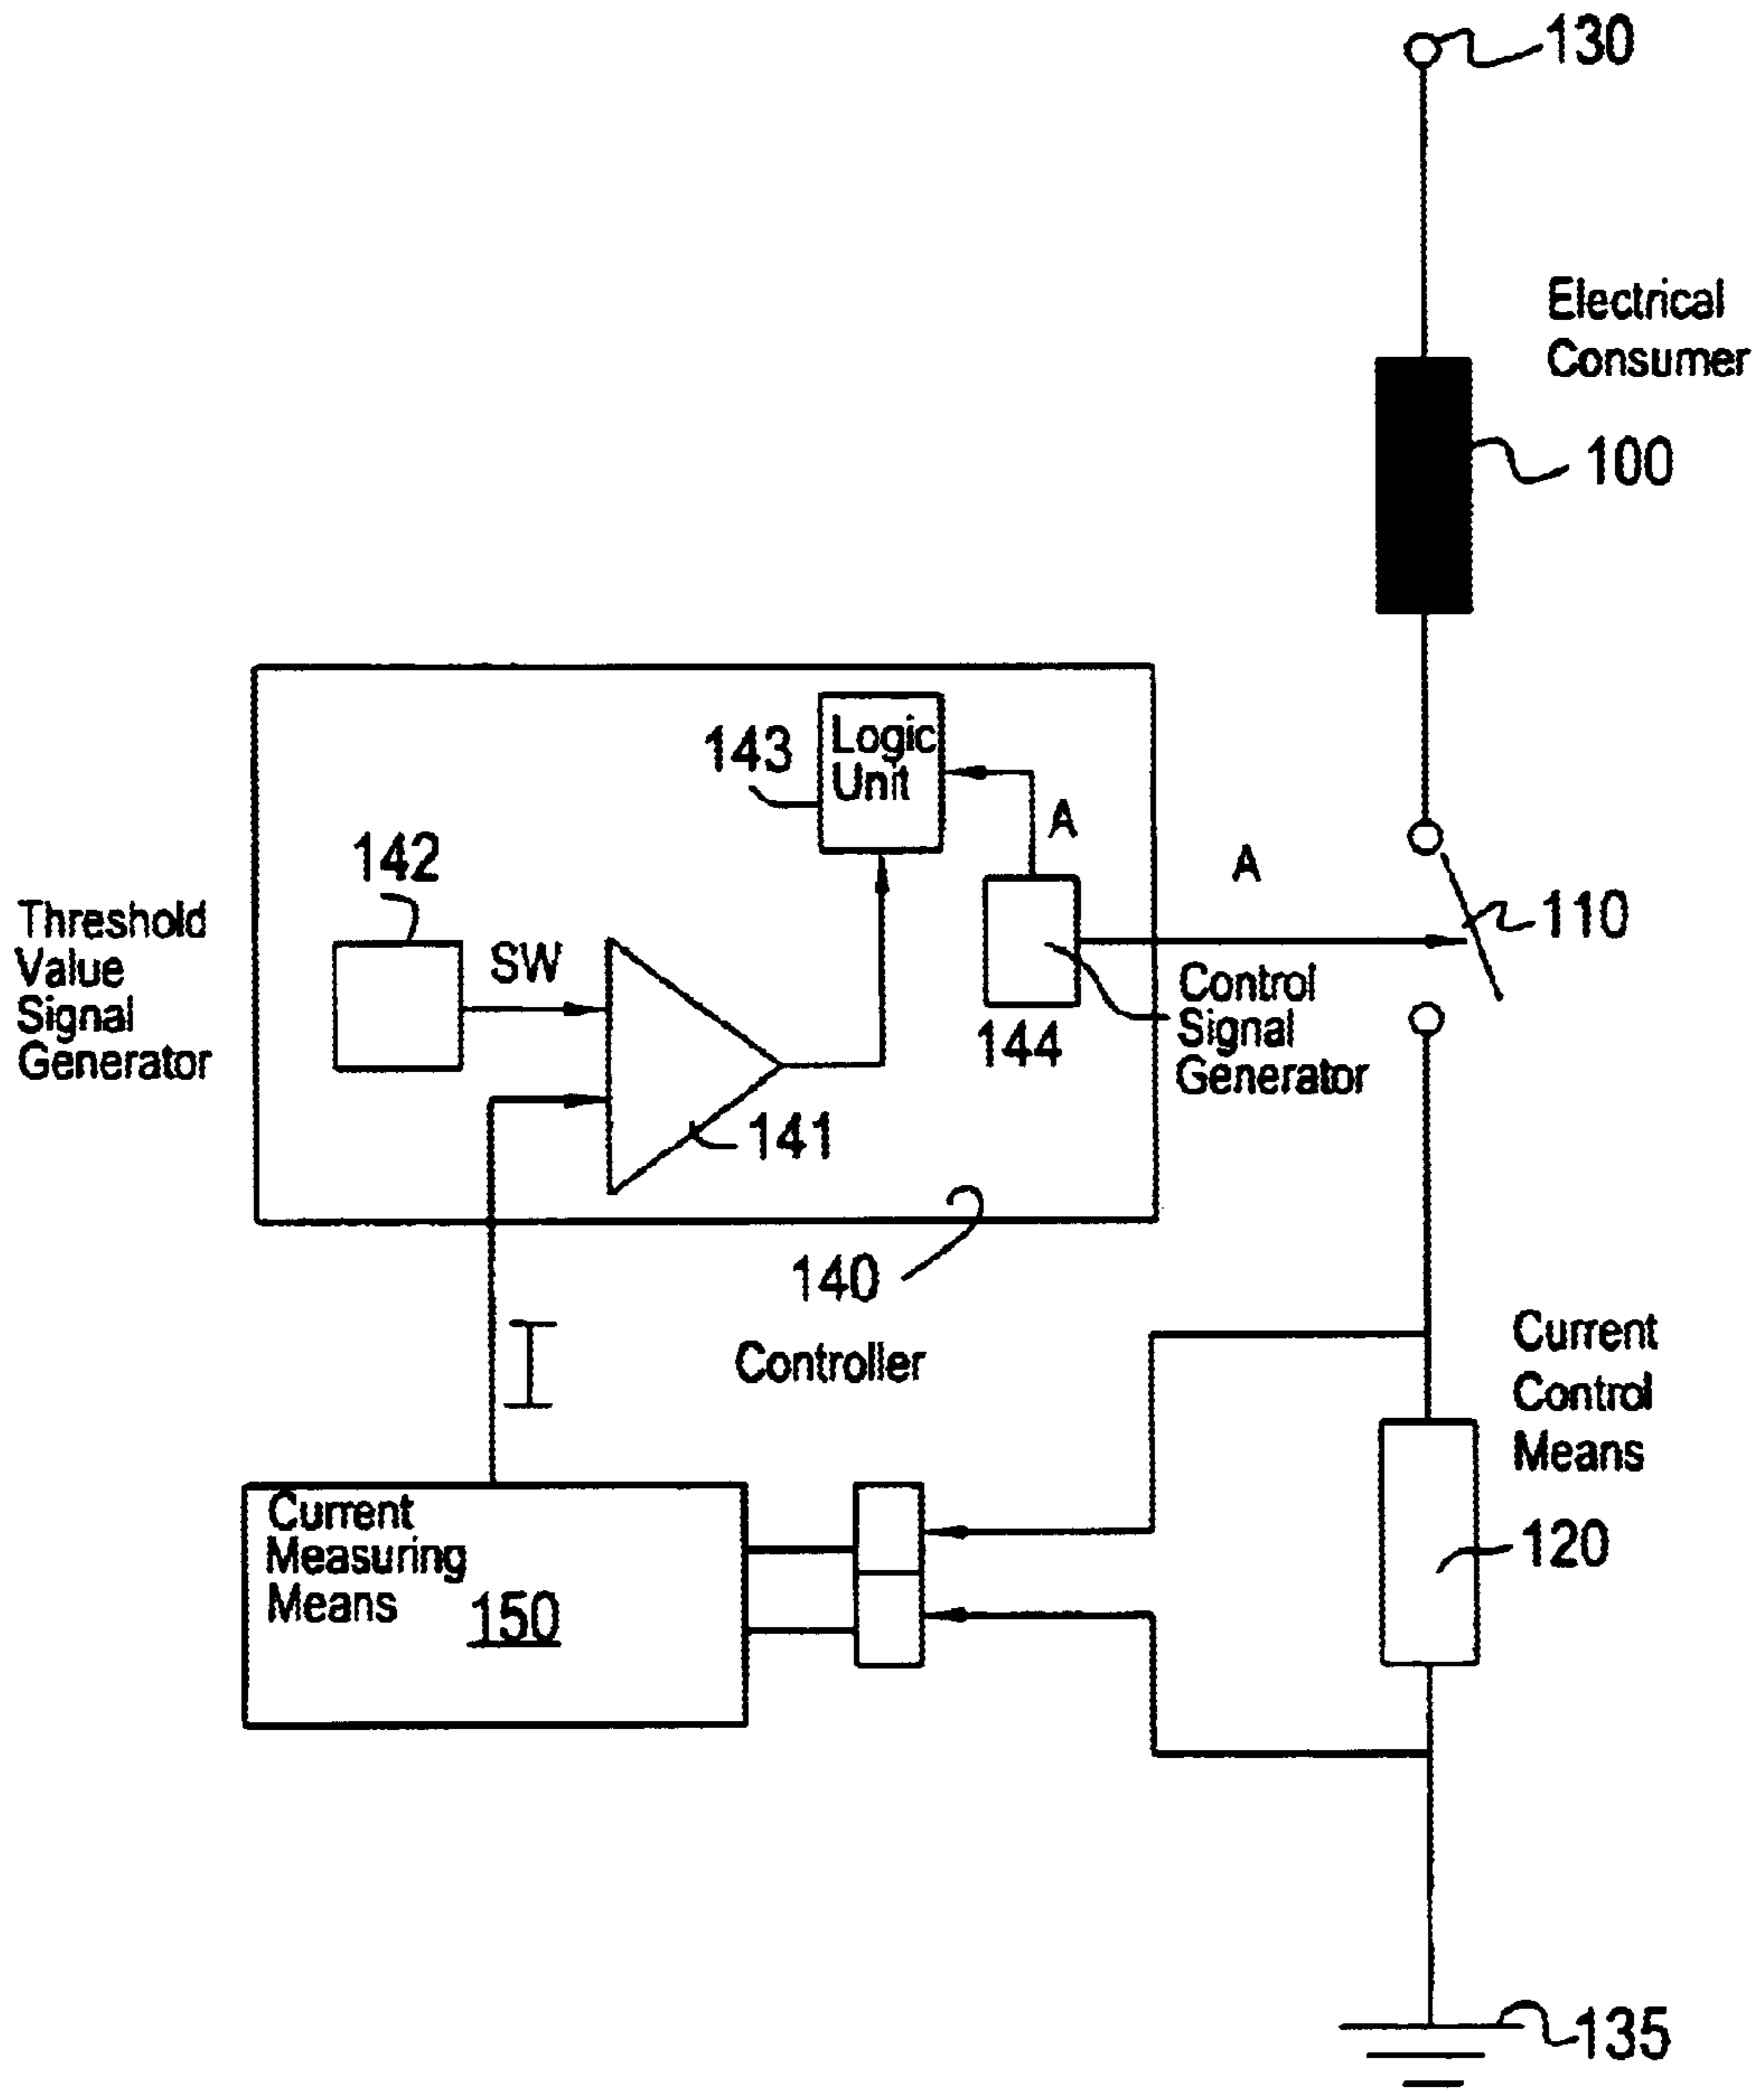 130
Electrical
Consumer
100
143
Logic
Unit
A
142
A
110
Threshold
Value
Signal
Generator
SW
Control
Signal
Generator
144
141
140
I
Controller
Current
Control
Means
Current
Measuring
Means
150
120
135